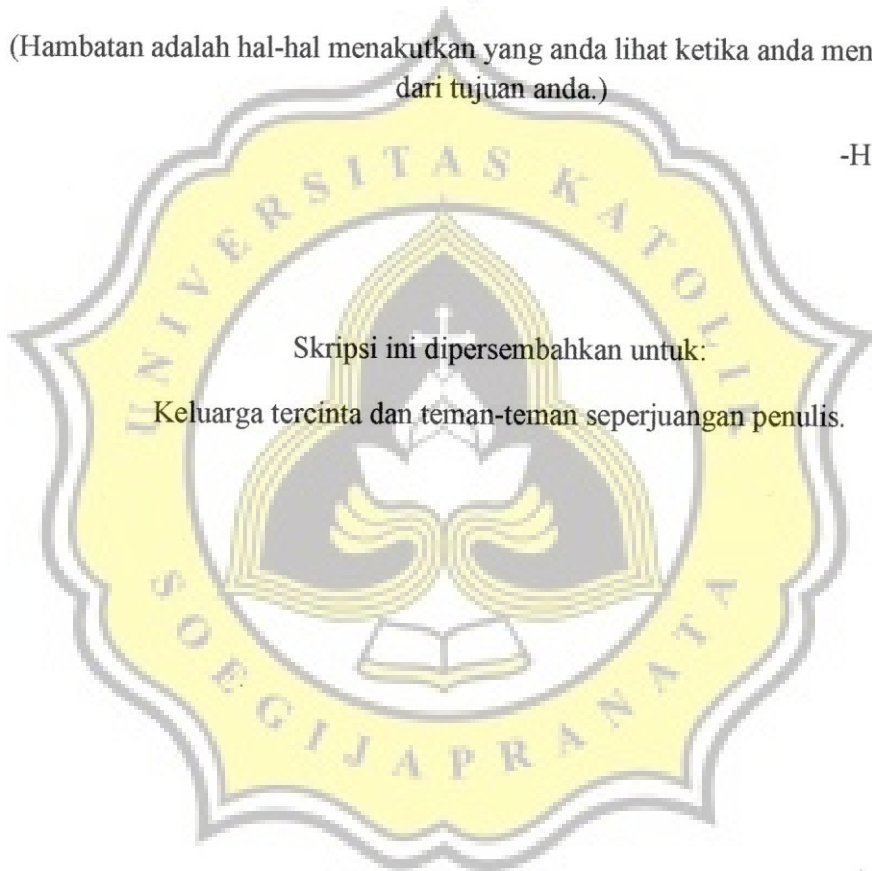 (Hambatan adalah hal-hal menakutkan yang anda lihat ketika anda
dari tujuan anda.)
UNIVERSITAS KATOLIK
Skripsi ini dipersembahkan untuk:
Keluarga tercinta dan teman-teman seperjuangan penulis.
SOEGIJAPRANATA